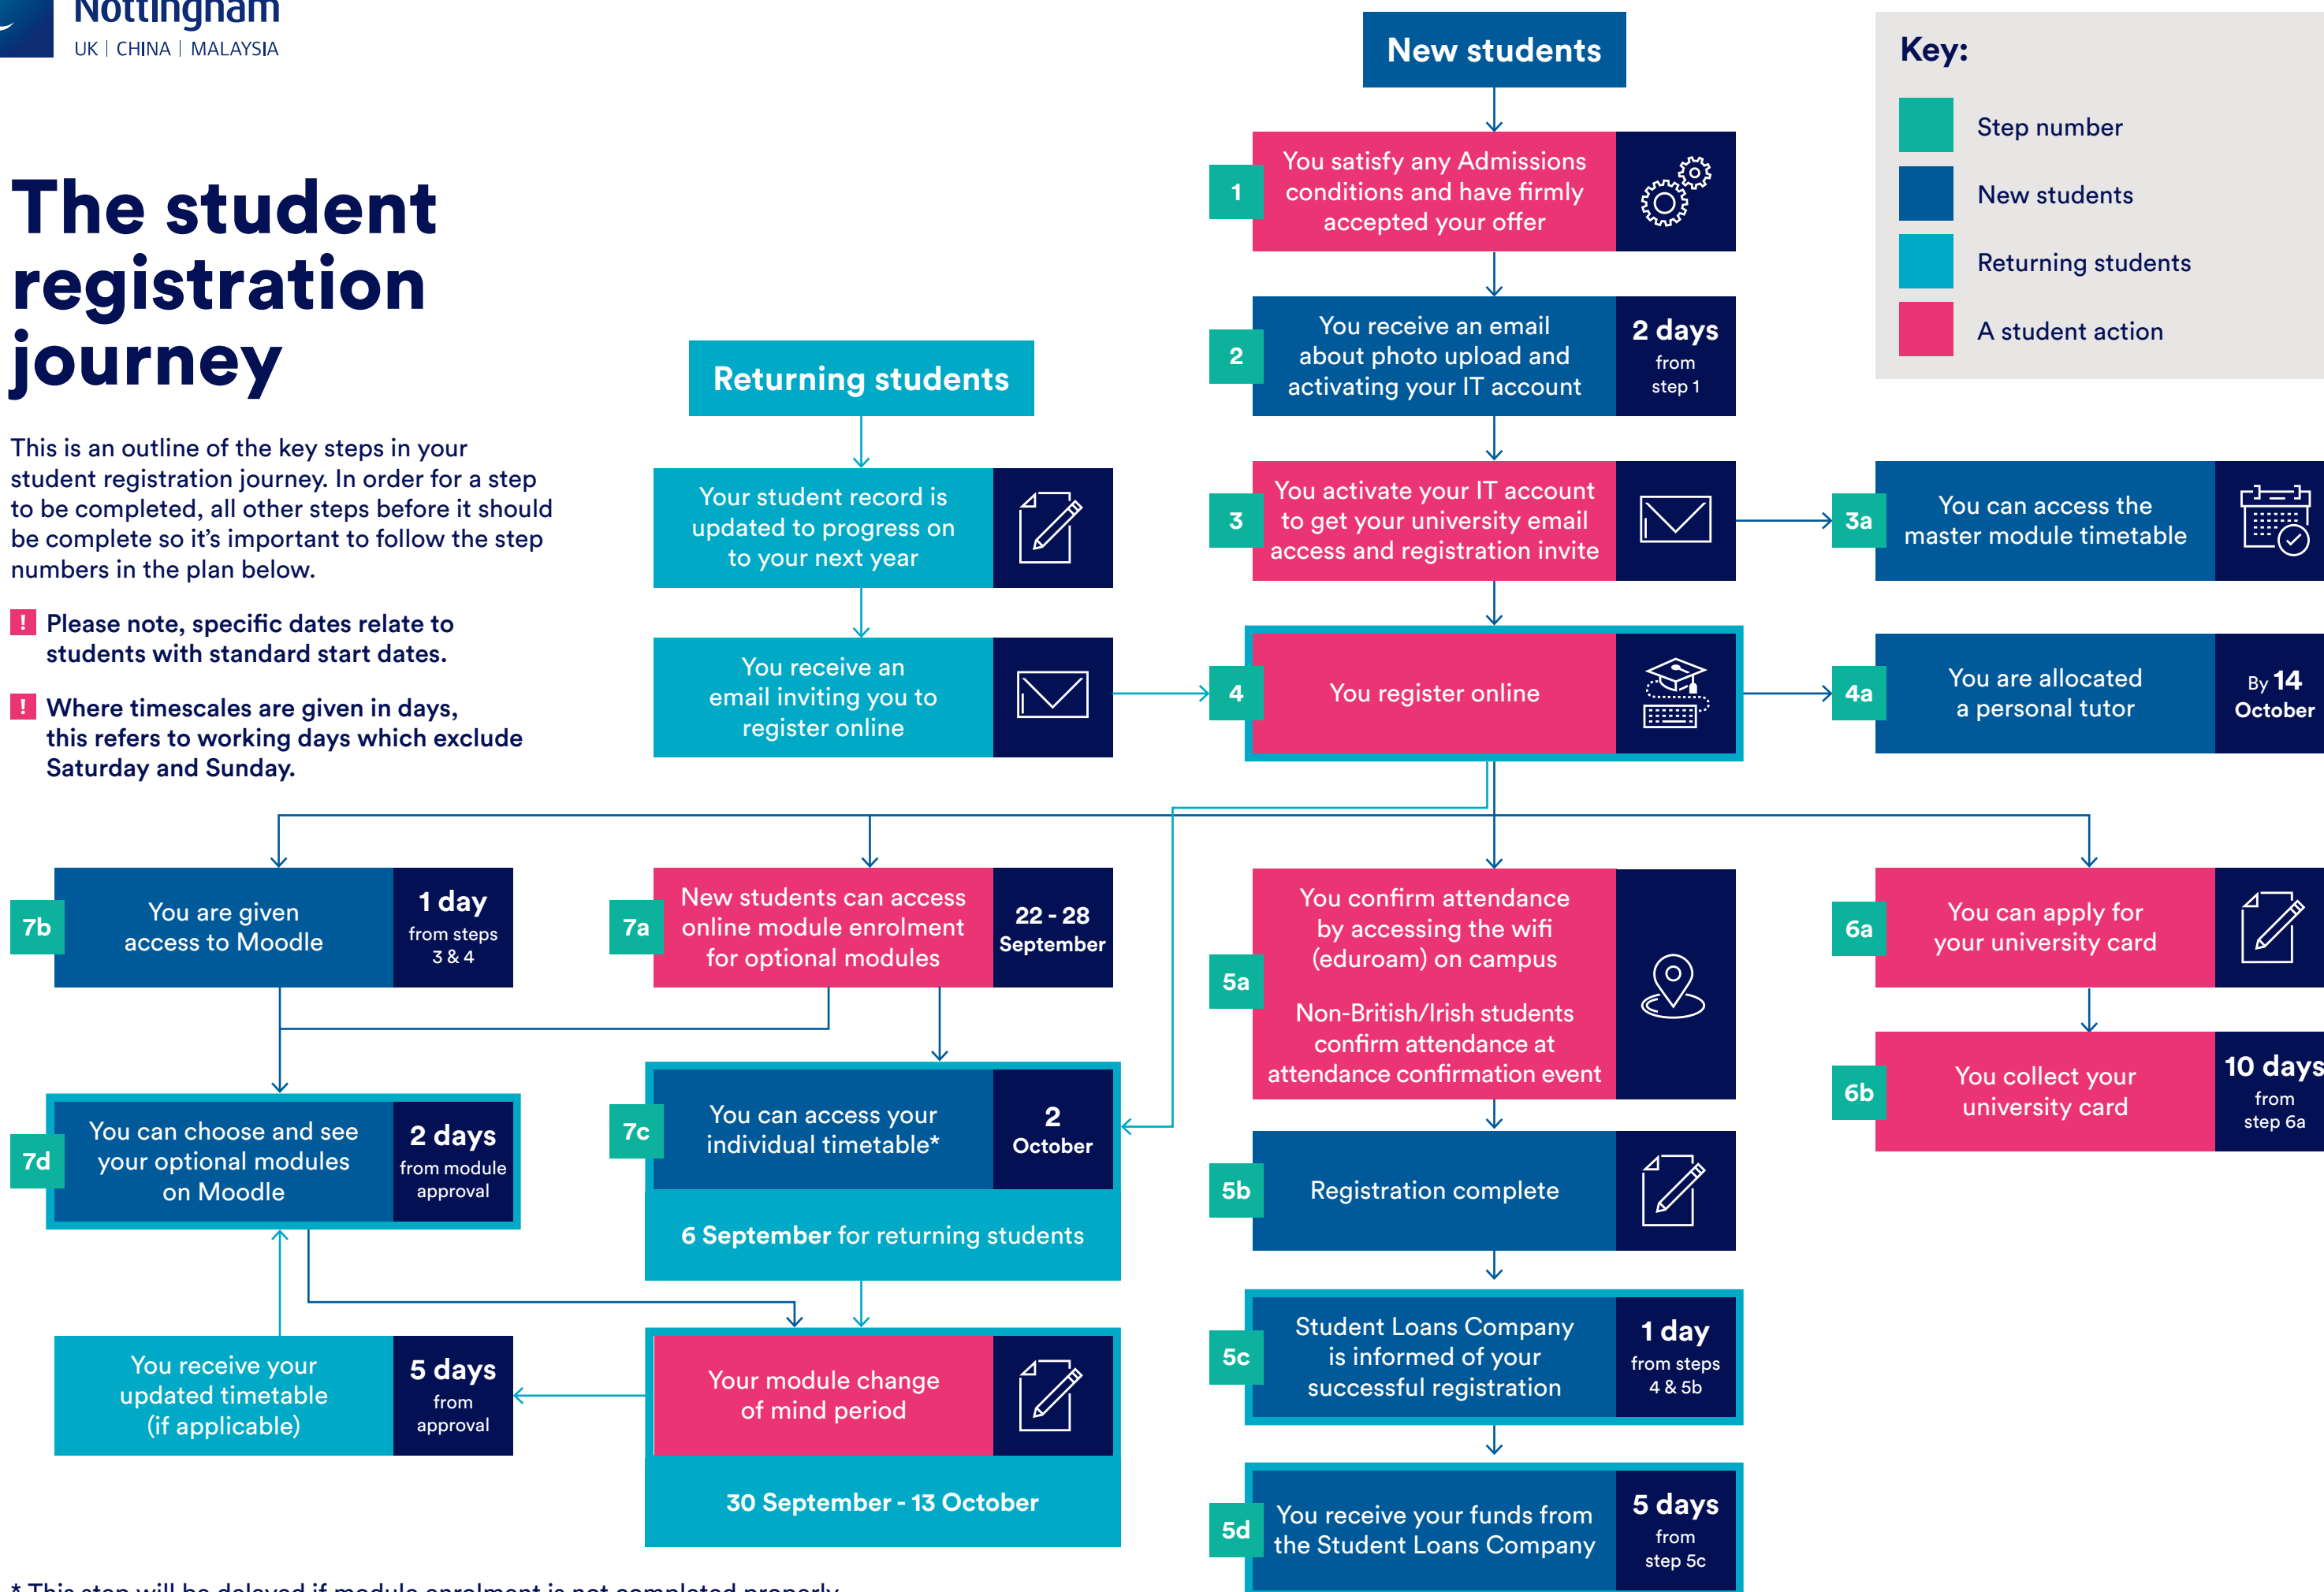 Nottingham
UK | CHINA | MALAYSIA
The student
registration
journey
This is an outline of the key steps in your
student registration journey. In order for a step
to be completed, all other steps before it should
be complete so it's important to follow the step
numbers in the plan below.
! Please note, specific dates relate to
students with standard start dates.
! Where timescales are given in days,
this refers to working days which exclude
Saturday and Sunday.
Key:
Step number
New students
Returning students
A student action
New students
1
You satisfy any Admissions
conditions and have firmly
accepted your offer
2
You receive an email
about photo upload and
activating your IT account
2 days
from
step 1
Returning students
Your student record is
updated to progress on
to your next year
You receive an
email inviting you to
register online
3
You activate your IT account
to get your university email
access and registration invite
3a
You can access the
master module timetable
4
You register online
4a
You are allocated
a personal tutor
By 14
October
7b
You are given
access to Moodle
1 day
from steps
3 & 4
7a
New students can access
online module enrolment
for optional modules
22 - 28
September
5a
You confirm attendance
by accessing the wifi
(eduroam) on campus
Non-British/Irish students
confirm attendance at
attendance confirmation event
6a
You can apply for
your university card
6b
You collect your
university card
10 days
from
step 6a
7d
You can choose and see
your optional modules
on Moodle
2 days
from module
approval
7c
You can access your
individual timetable*
2
October
6 September for returning students
5b
Registration complete
You receive your
updated timetable
(if applicable)
5 days
from
approval
Your module change
of mind period
30 September - 13 October
5c
Student Loans Company
is informed of your
successful registration
1 day
from steps
4 & 5b
5d
You receive your funds from
the Student Loans Company
5 days
from
step 5c
* This step will be delayed if module enrolment is not completed properly